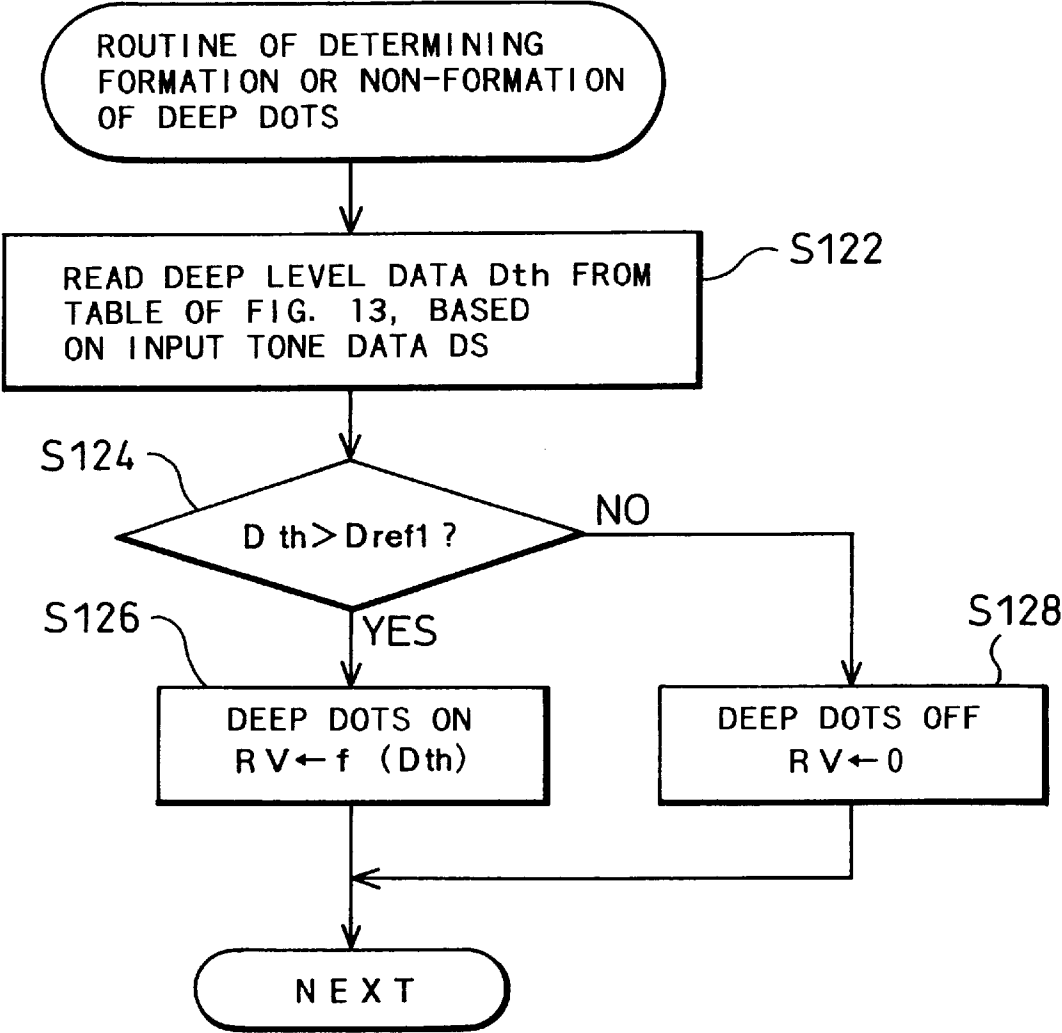 ROUTINE OF DETERMINING
FORMATION OR NON-FORMATION
OF DEEP DOTS
S122
READ DEEP LEVEL DATA Dth FROM
TABLE OF FIG. 13, BASED
ON INPUT TONE DATA DS
S124
D th>Dref1 ?
NO
YES
S126
S128
DEEP DOTS ON
RV←f (Dth)
DEEP DOTS OFF
RV←0
NEXT